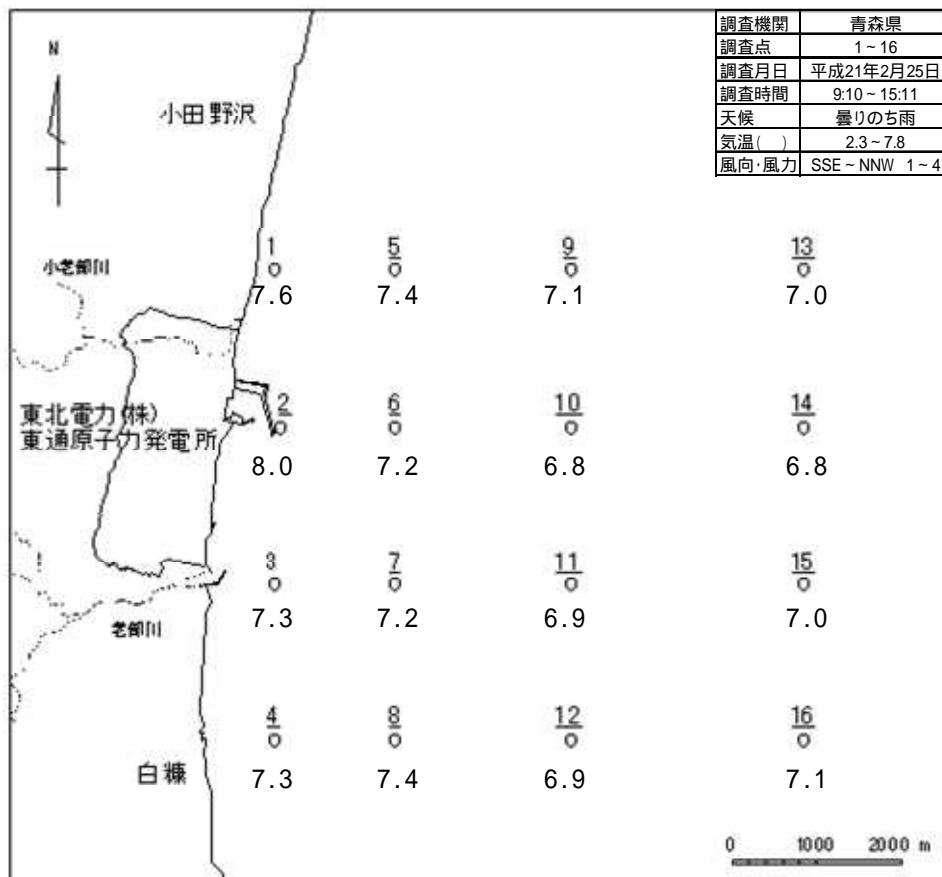 調査機関 青森県
調査点 1~16
調査月日 平成21年2月25日
調査時間 9:10~15:11
天候 曇りのち雨
気温( ) 2.3~7.8
風向・風力 SSE~NNW 1~4
N
小田野沢
小老部川
1 5 9 13
7.6 7.4 7.1 7.0
東北電力(株)
東通原子力発電所
2 6 10 14
8.0 7.2 6.8 6.8
3 7 11 15
7.3 7.2 6.9 7.0
老部川
4 8 12 16
白糠
7.3 7.4 6.9 7.1
0 1000 2000 m